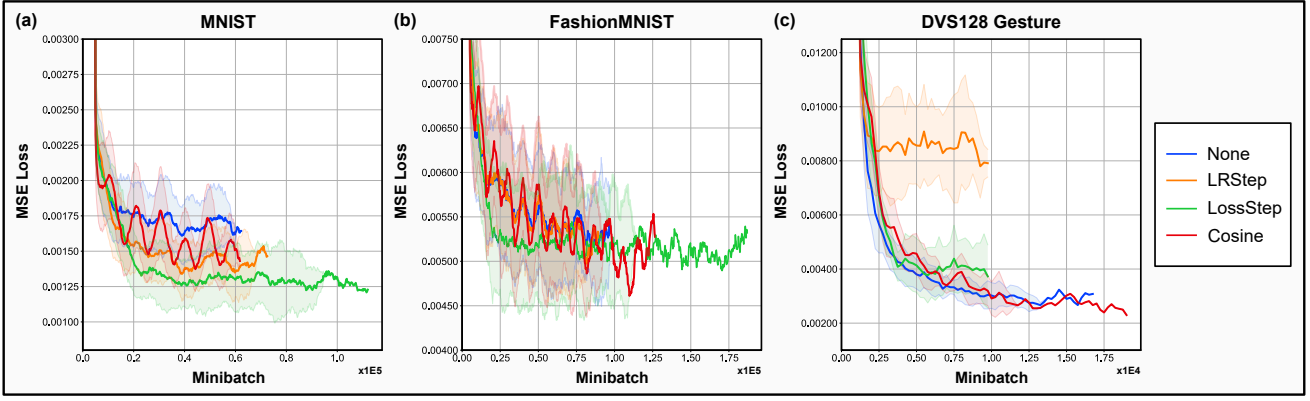 (a) MNIST
MSE Loss
0.00300
0.00275
0.00250
0.00225
0.00200
0.00175
0.00150
0.00125
0.00100
0.0 0.2 0.4 0.6 0.8 1.0
Minibatch x1E5
(b) FashionMNIST
MSE Loss
0.00750
0.00700
0.00650
0.00600
0.00550
0.00500
0.00450
0.00400
0.00 0.25 0.50 0.75 1.00 1.25 1.50 1.75
Minibatch x1E5
(c) DVS128 Gesture
MSE Loss
0.01200
0.01000
0.00800
0.00600
0.00400
0.00200
0.00 0.25 0.50 0.75 1.00 1.25 1.50 1.75
Minibatch x1E4
None
LRStep
LossStep
Cosine